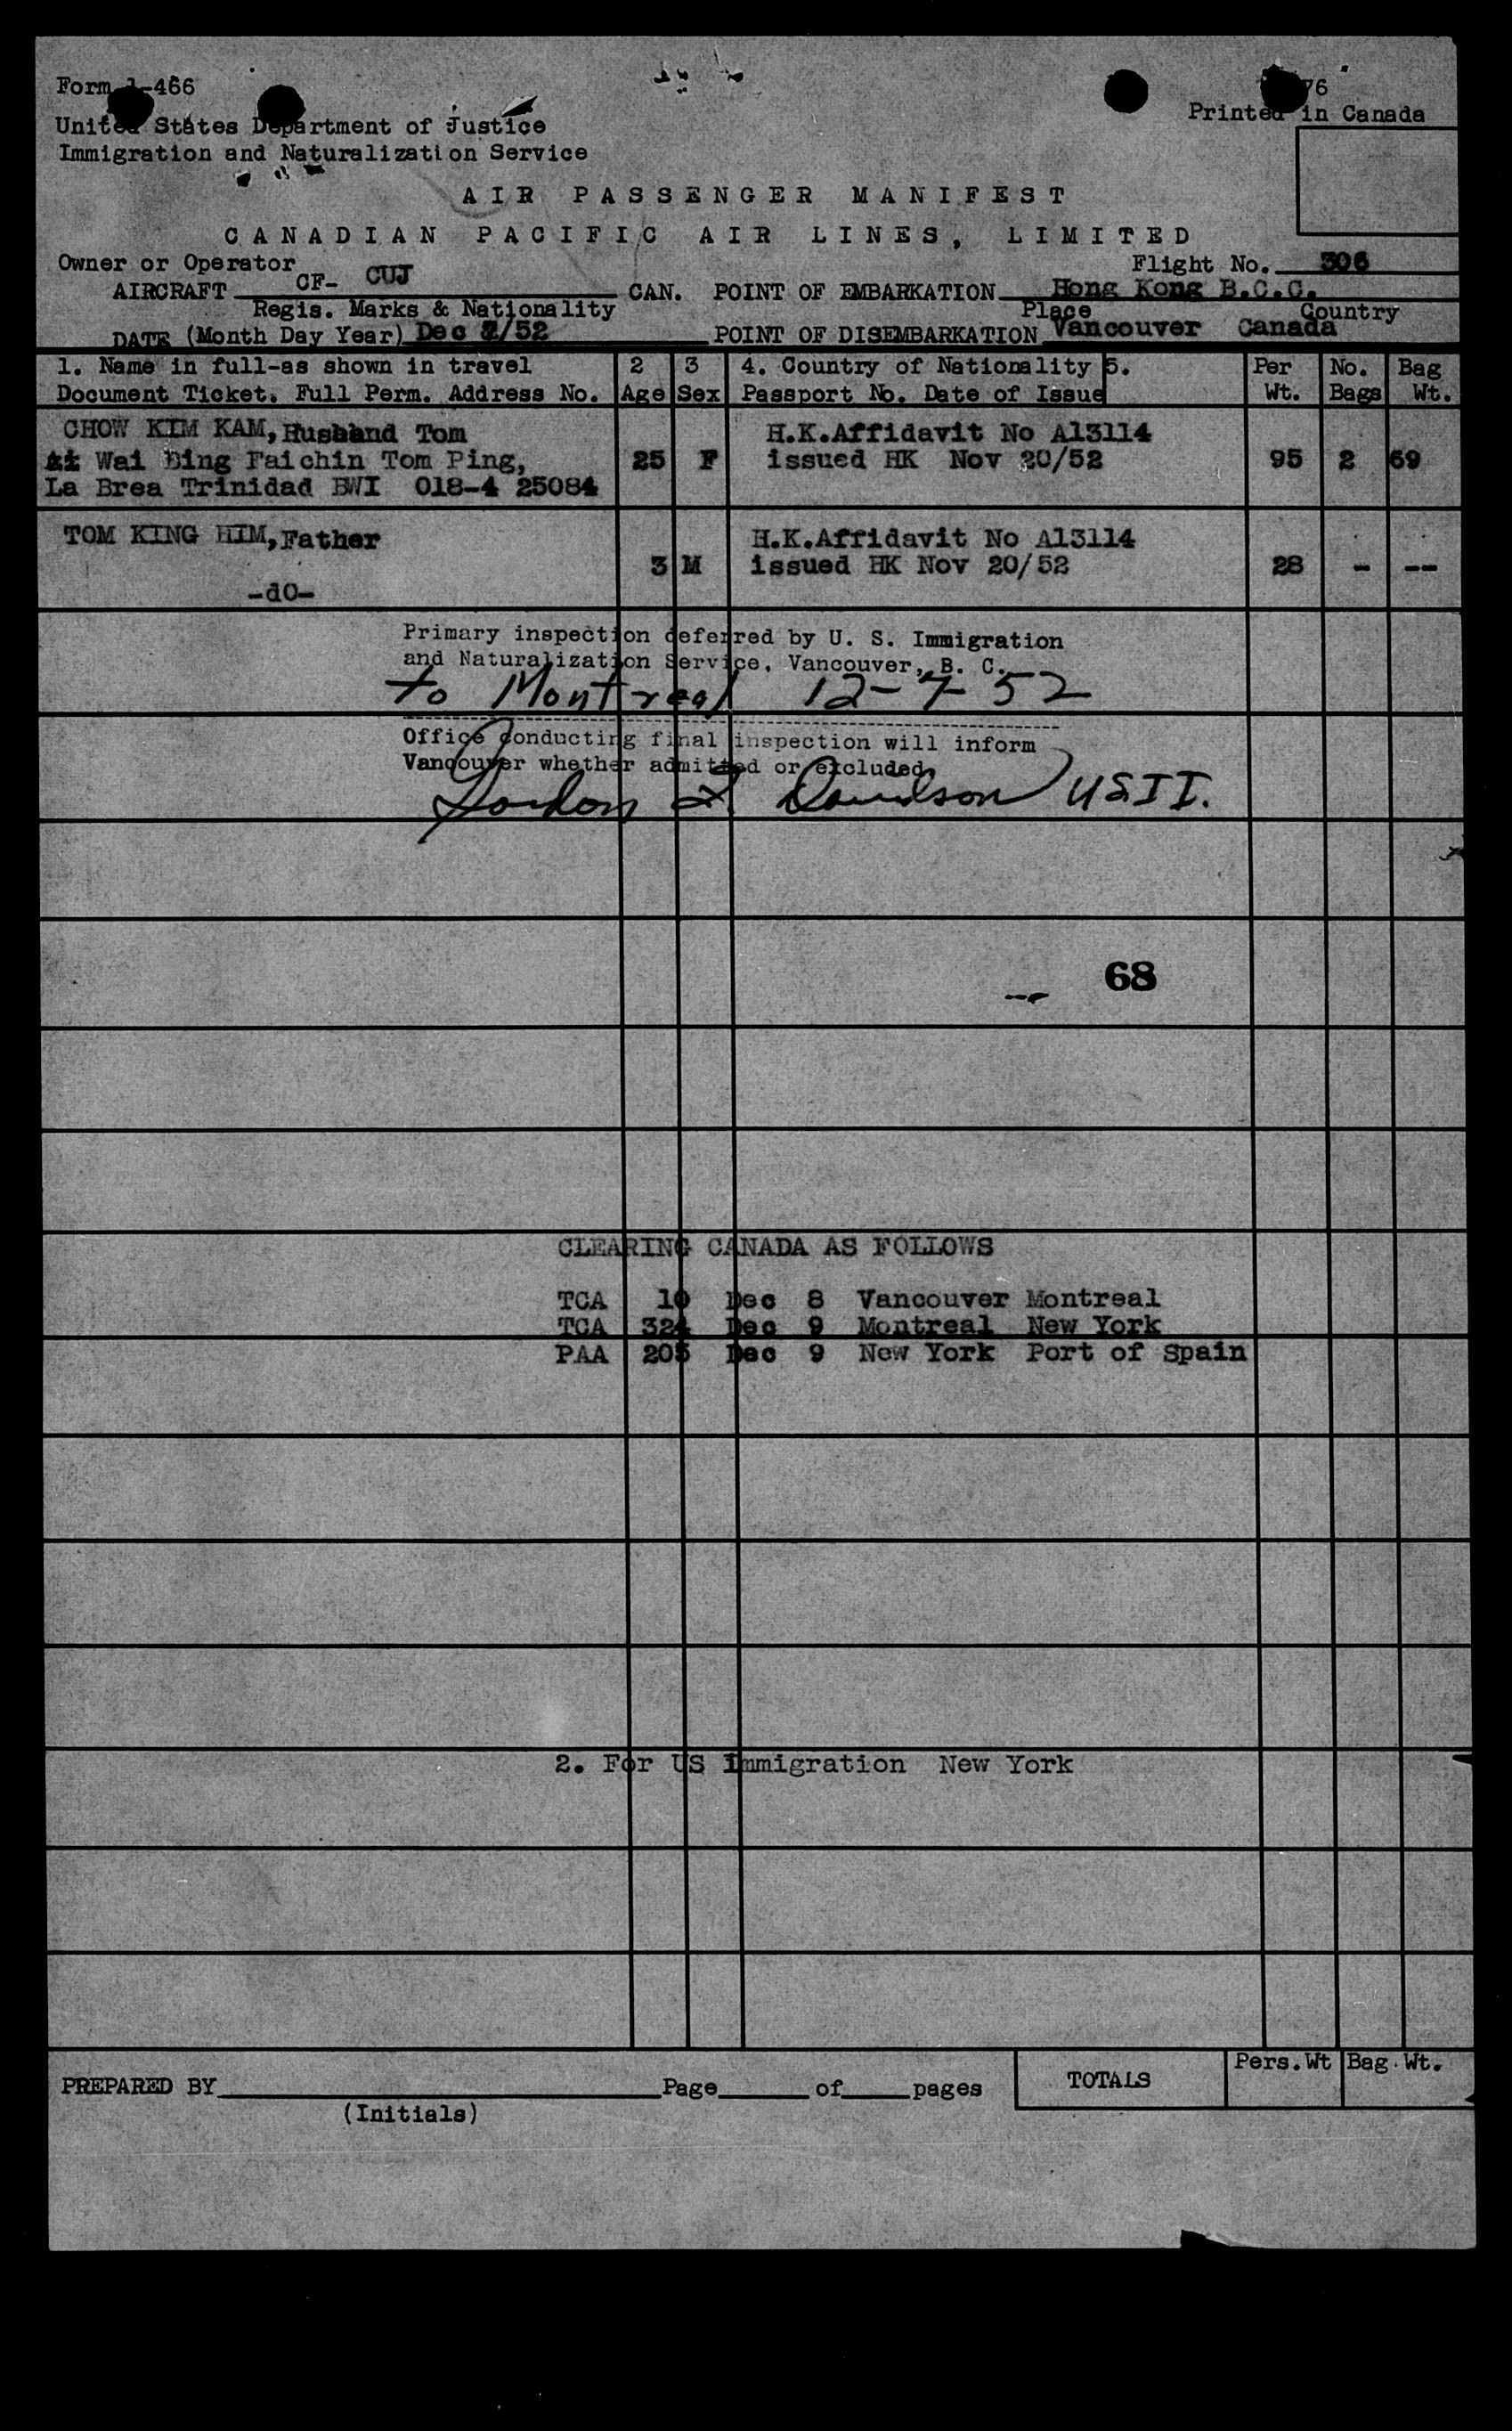 Form I-466
76
United States Department of Justice
Printed in Canada
Immigration and Naturalization Service
AIR PASSENGER MANIFEST
CANADIAN PACIFIC AIR LINES, LIMITED
Owner or Operator
Flight No. 306
AIRCRAFT CF- CUJ CAN. POINT OF EMBARKATION Hong Kong B.C.C.
Regis. Marks & Nationality Place Country
DATE (Month Day Year) Dec 7/52 POINT OF DISEMBARKATION Vancouver Canada
1. Name in full-as shown in travel 2 3 4. Country of Nationality 5. Per No. Bag
Document Ticket. Full Perm. Address No. Age Sex Passport No. Date of Issue Wt. Bags Wt.
CHOW KIM KAM, Husband Tom H.K.Affidavit No A13114
Wai Bing Faichin Tom Ping, 25 F issued HK Nov 20/52 95 2 69
La Brea Trinidad BWI 018-4 25084
TOM KING HIM, Father H.K.Affidavit No A13114
3 M issued HK Nov 20/52 28 - --
-do-
Primary inspection deferred by U. S. Immigration
and Naturalization Service, Vancouver, B. C.
to Montreal 12-7-52
Office conducting final inspection will inform
Vancouver whether admitted or excluded.
Gordon Davidson USII.
68
CLEARING CANADA AS FOLLOWS
TCA 10 Dec 8 Vancouver Montreal
TCA 324 Dec 9 Montreal New York
PAA 205 Dec 9 New York Port of Spain
2. For US Immigration New York
PREPARED BY Page of pages TOTALS Pers.Wt Bag Wt.
(Initials)